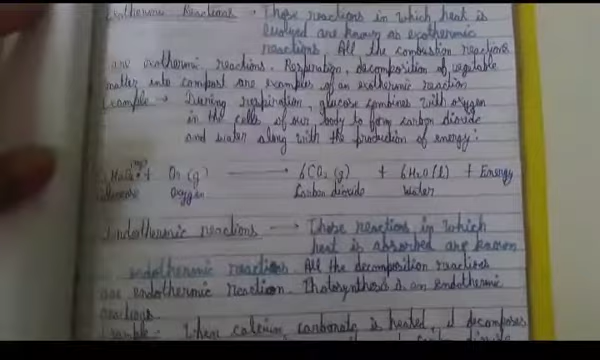 Exothermic Reactions → Those reactions in which heat is
evolved are known as exothermic
reactions. All the combustion reactions
are exothermic reactions. Respiration, decomposition of vegetable
matter into compost are examples of an exothermic reaction
Example → During respiration, glucose combines with oxygen
in the cells of our body to form carbon dioxide
and water along with the production of energy:
(aq) + O₂ (g) ⟶ 6CO₂ (g) + 6H₂O (l) + Energy
Glucose Oxygen Carbon dioxide Water
Endothermic reactions → Those reactions in which
heat is absorbed are known
endothermic reactions. All the decomposition reactions
are endothermic reaction. Photosynthesis is an endothermic
reactions.
Example: When calcium carbonate is heated, it decomposes
carbon dioxide